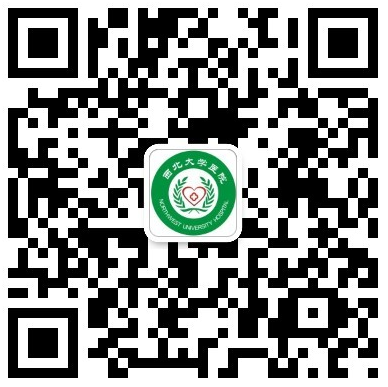 西北大学医院
NORTHWEST UNIVERSITY HOSPITAL